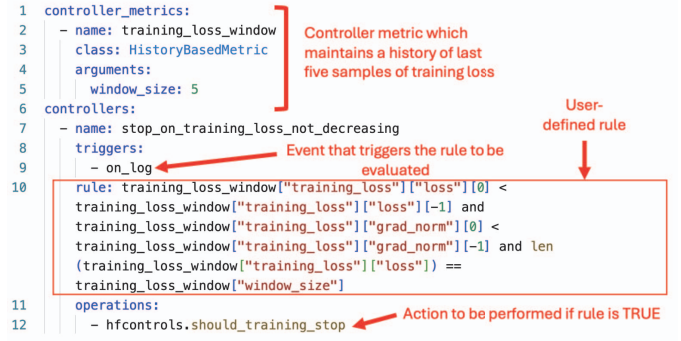 1 controller_metrics:
2 - name: training_loss_window
3 class: HistoryBasedMetric
4 arguments:
5 window_size: 5
Controller metric which
maintains a history of last
five samples of training loss
6 controllers:
User-
defined rule
7 - name: stop_on_training_loss_not_decreasing
8 triggers:
9 - on_log
Event that triggers the rule to be
evaluated
10 rule: training_loss_window["training_loss"]["loss"][0] <
training_loss_window["training_loss"]["loss"][-1] and
training_loss_window["training_loss"]["grad_norm"][0] <
training_loss_window["training_loss"]["grad_norm"][-1] and len
(training_loss_window["training_loss"]["loss"]) ==
training_loss_window["window_size"]
11 operations:
12 - hfcontrols.should_training_stop
Action to be performed if rule is TRUE